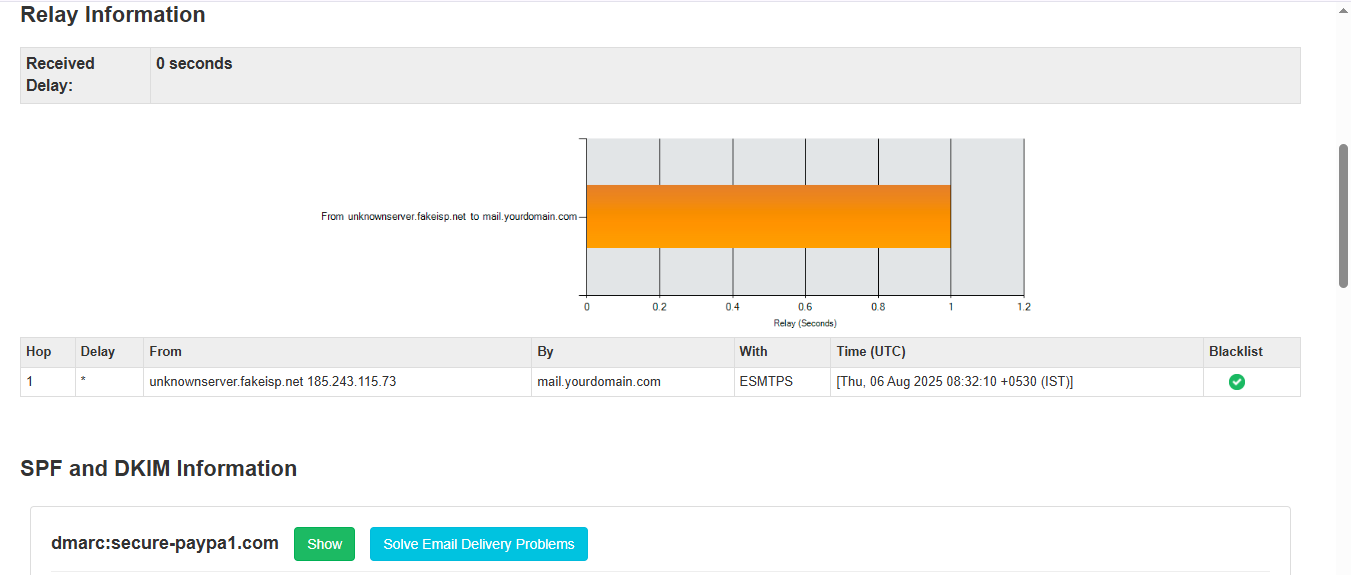 Relay Information
Received Delay: 0 seconds
From unknownserver.fakeisp.net to mail.yourdomain.com
0 0.2 0.4 0.6 0.8 1 1.2
Relay (Seconds)
Hop Delay From By With Time (UTC) Blacklist
1 * unknownserver.fakeisp.net 185.243.115.73 mail.yourdomain.com ESMTPS [Thu, 06 Aug 2025 08:32:10 +0530 (IST)]
SPF and DKIM Information
dmarc:secure-paypa1.com Show Solve Email Delivery Problems